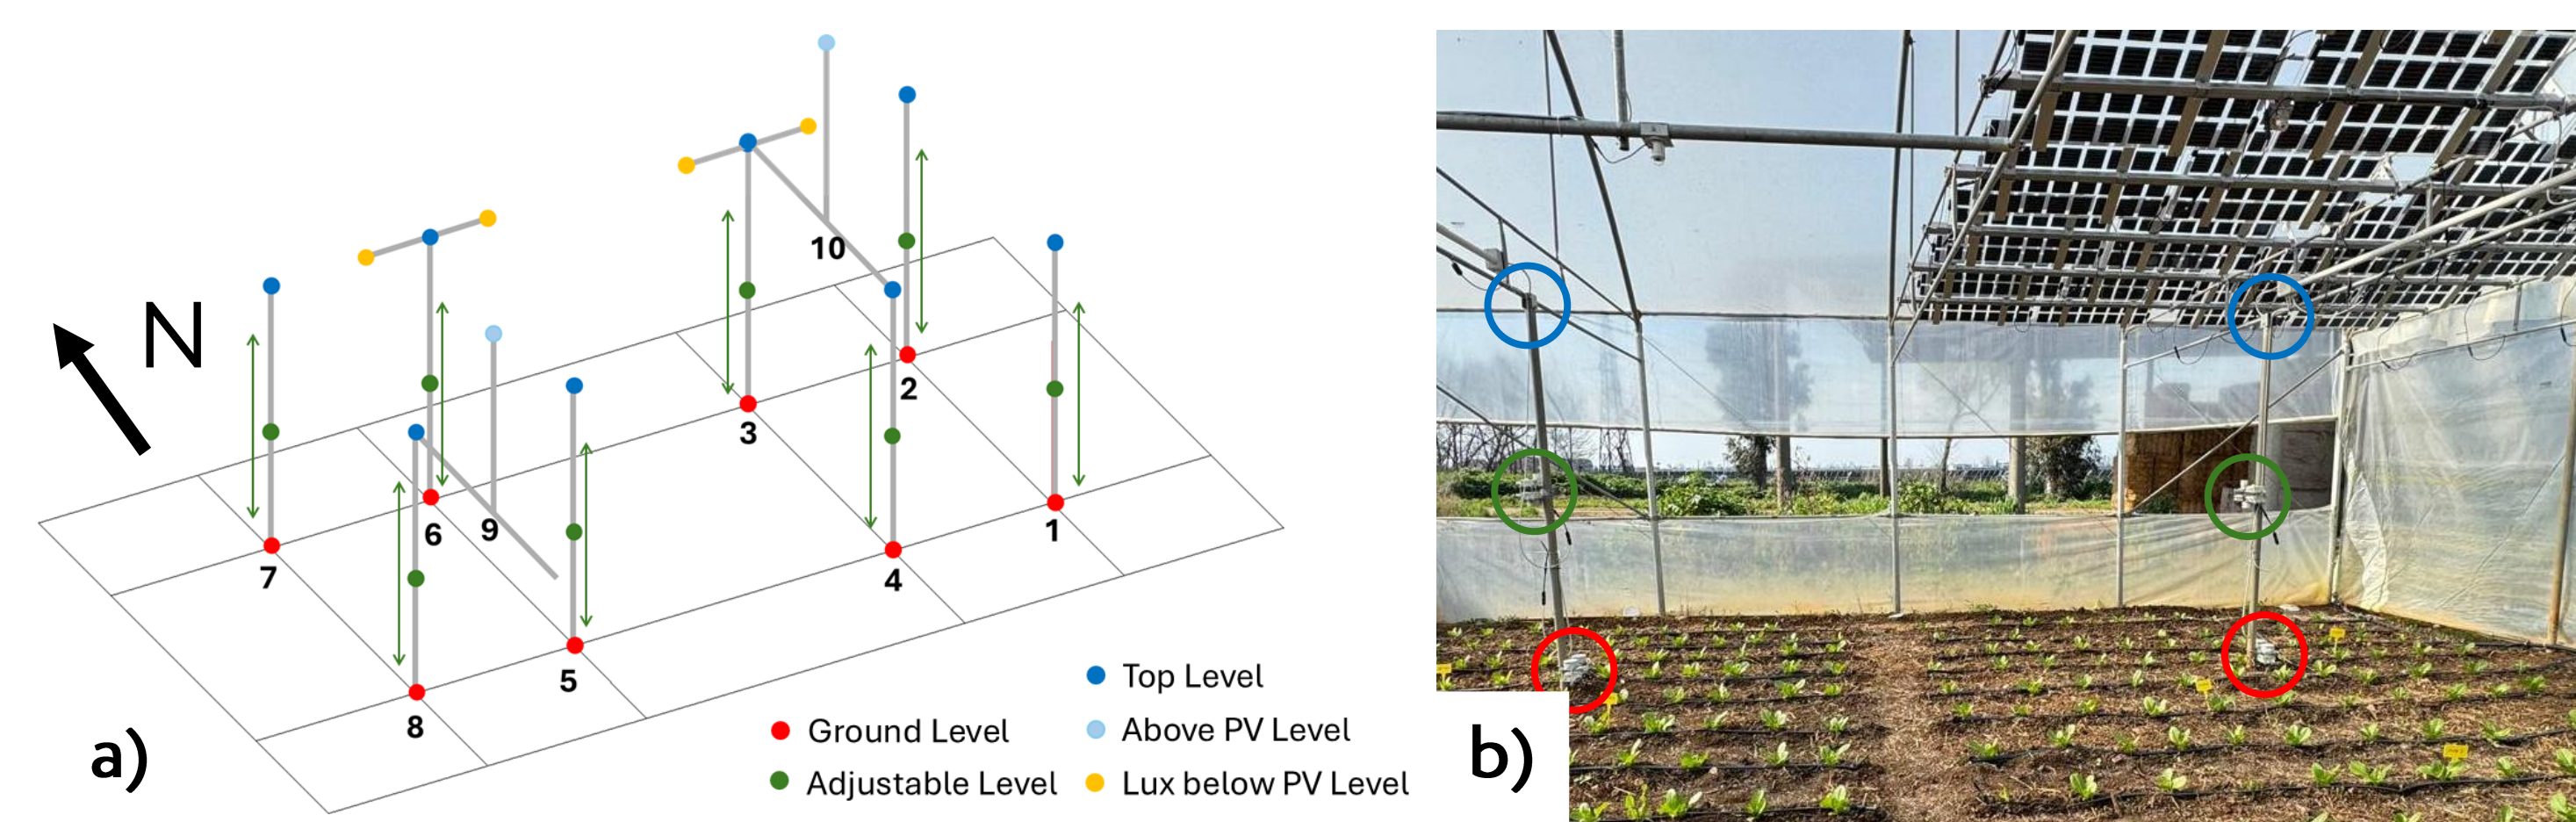 10
N
2
3
6
9
1
7
4
5
8
Top Level
Ground Level
Above PV Level
Adjustable Level
Lux below PV Level
a)
b)